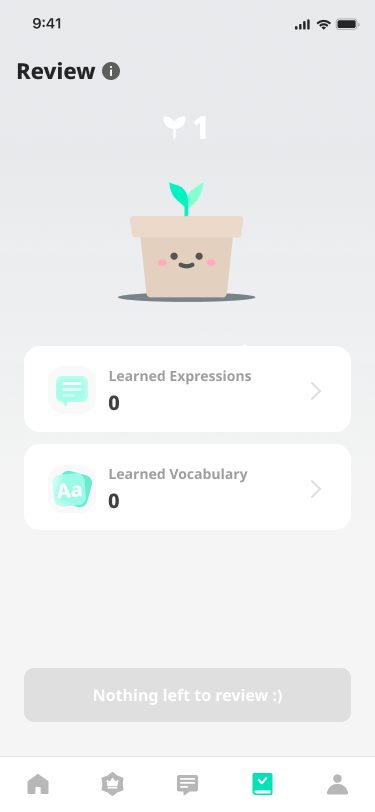 9:41
Review
1
Learned Expressions
0
Learned Vocabulary
Aa
0
Nothing left to review :)